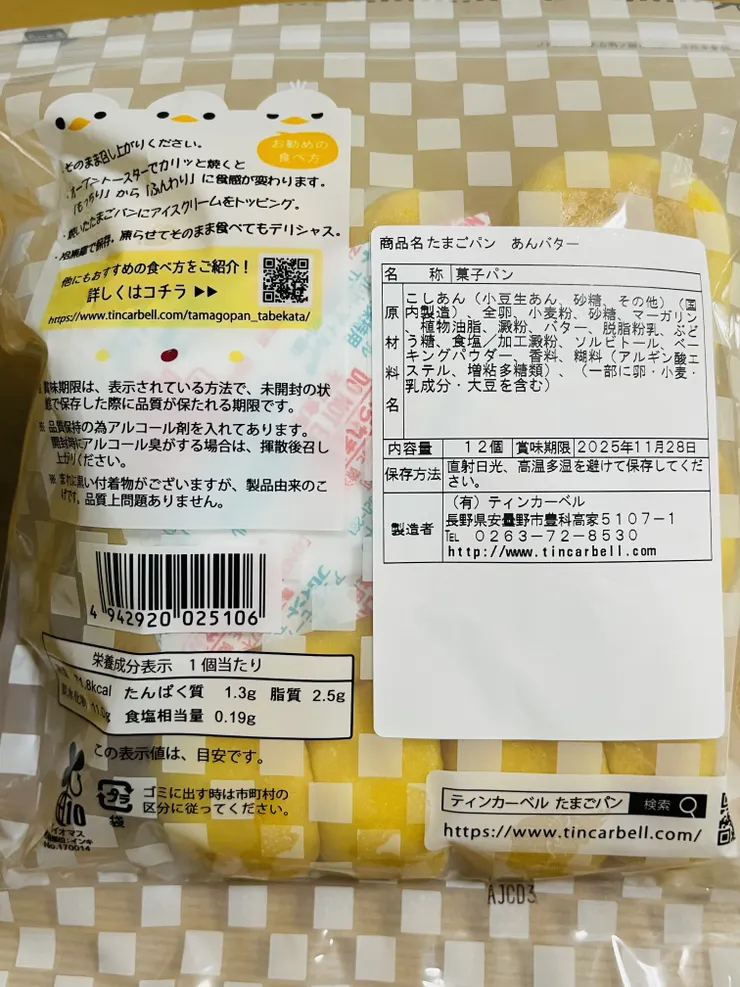 お勧めの
食べ方
そのまま召し上がりください。
・オーブントースターでカリッと焼くと
「もっちり」から「ふんわり」に食感が変わります。
・焼いたたまごパンにアイスクリームをトッピング。
・冷凍庫で保存。凍らせてそのまま食べてもデリシャス。
他にもおすすめの食べ方をご紹介!
詳しくはコチラ ▶▶
https://www.tincarbell.com/tamagopan_tabekata/
賞味期限は、表示されている方法で、未開封の状
態で保存した際に品質が保たれる期限です。
※ 品質保持の為アルコール剤を入れてあります。
開封時にアルコール臭がする場合は、揮散後召し
上がりください。
※ まれに黒い付着物がございますが、製品由来のこ
げです。品質上問題ありません。
4 942920 025106
栄養成分表示 1個当たり
kcal たんぱく質 1.3g 脂質 2.5g
食塩相当量 0.19g
この表示値は、目安です。
プラ
袋
ゴミに出す時は市町村の
区分に従ってください。
バイオマス
No.170014
商品名 たまごパン あんバター
名称 菓子パン
原材料名
こしあん(小豆生あん、砂糖、その他)(国
内製造)、全卵、小麦粉、砂糖、マーガリン
、植物油脂、澱粉、バター、脱脂粉乳、ぶど
う糖、食塩/加工澱粉、ソルビトール、ベー
キングパウダー、香料、糊料(アルギン酸エ
ステル、増粘多糖類)、(一部に卵・小麦・
乳成分・大豆を含む)
内容量 12個 賞味期限 2025年11月28日
保存方法 直射日光、高温多湿を避けて保存してくだ
さい。
製造者
(有)ティンカーベル
長野県安曇野市豊科高家5107-1
℡ 0263-72-8530
http://www.tincarbell.com
ティンカーベル たまごパン 検索
https://www.tincarbell.com/
AJCD3